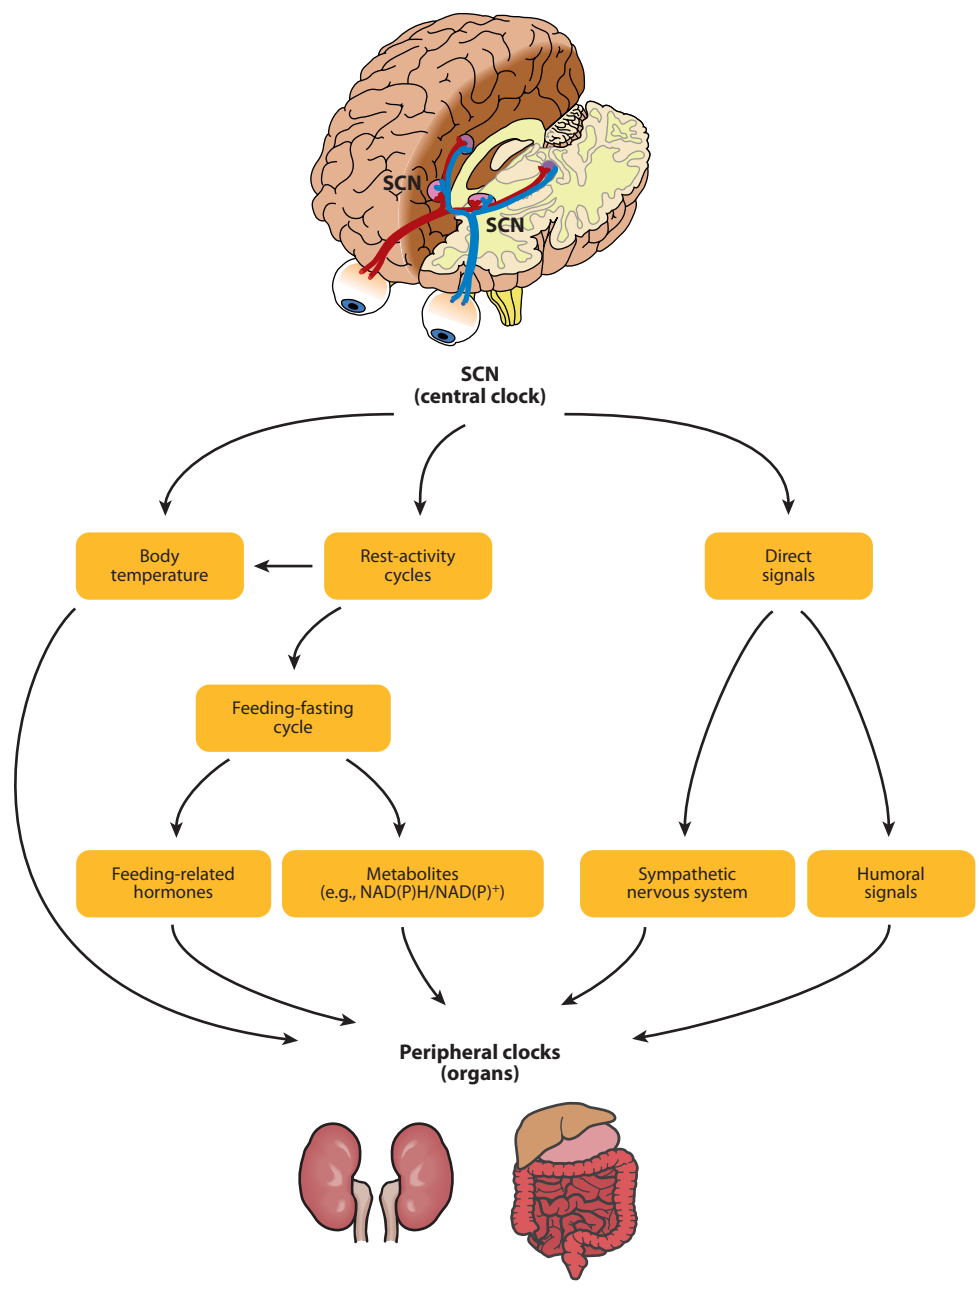 SCN
SCN
SCN
(central clock)
Body
temperature
Rest-activity
cycles
Direct
signals
Feeding-fasting
cycle
Feeding-related
hormones
Metabolites
(e.g., NAD(P)H/NAD(P)⁺)
Sympathetic
nervous system
Humoral
signals
Peripheral clocks
(organs)